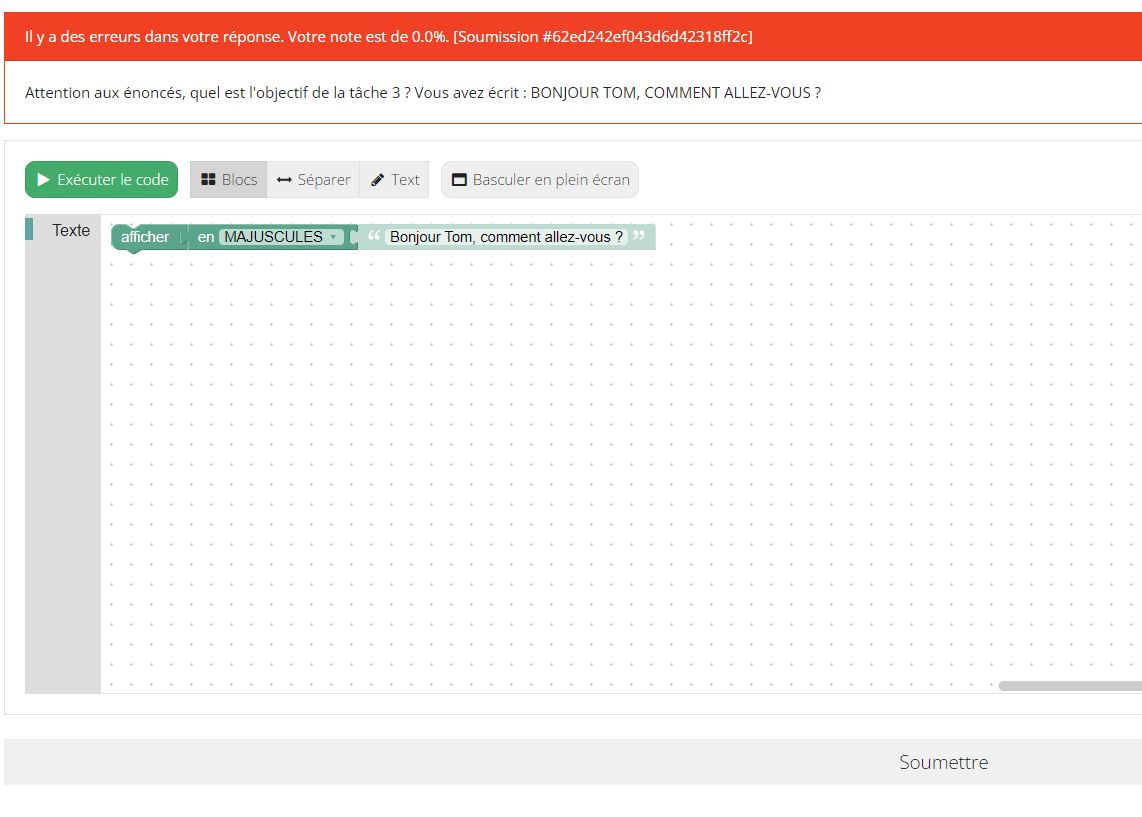 Il y a des erreurs dans votre réponse. Votre note est de 0.0%. [Soumission #62ed242ef043d6d42318ff2c]
Attention aux énoncés, quel est l'objectif de la tâche 3 ? Vous avez écrit : BONJOUR TOM, COMMENT ALLEZ-VOUS ?
Exécuter le code Blocs Séparer Text Basculer en plein écran
Texte afficher en MAJUSCULES “ Bonjour Tom, comment allez-vous ? ”
Soumettre